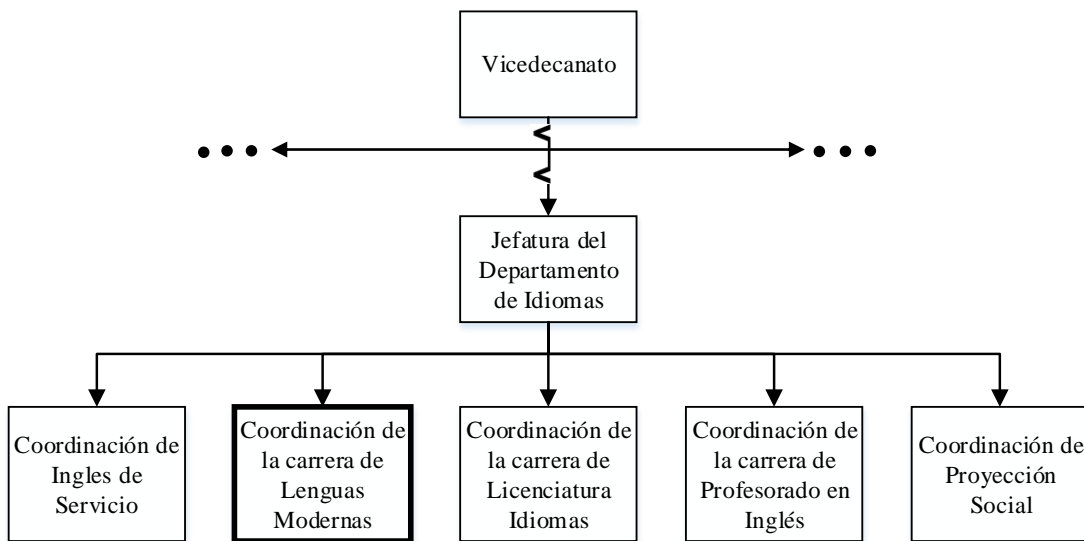 Vicedecanato
Jefatura del
Departamento
de Idiomas
Coordinación de
Ingles de
Servicio
Coordinación de
la carrera de
Lenguas
Modernas
Coordinación de
la carrera de
Licenciatura
Idiomas
Coordinación de
la carrera de
Profesorado en
Inglés
Coordinación de
Proyección
Social